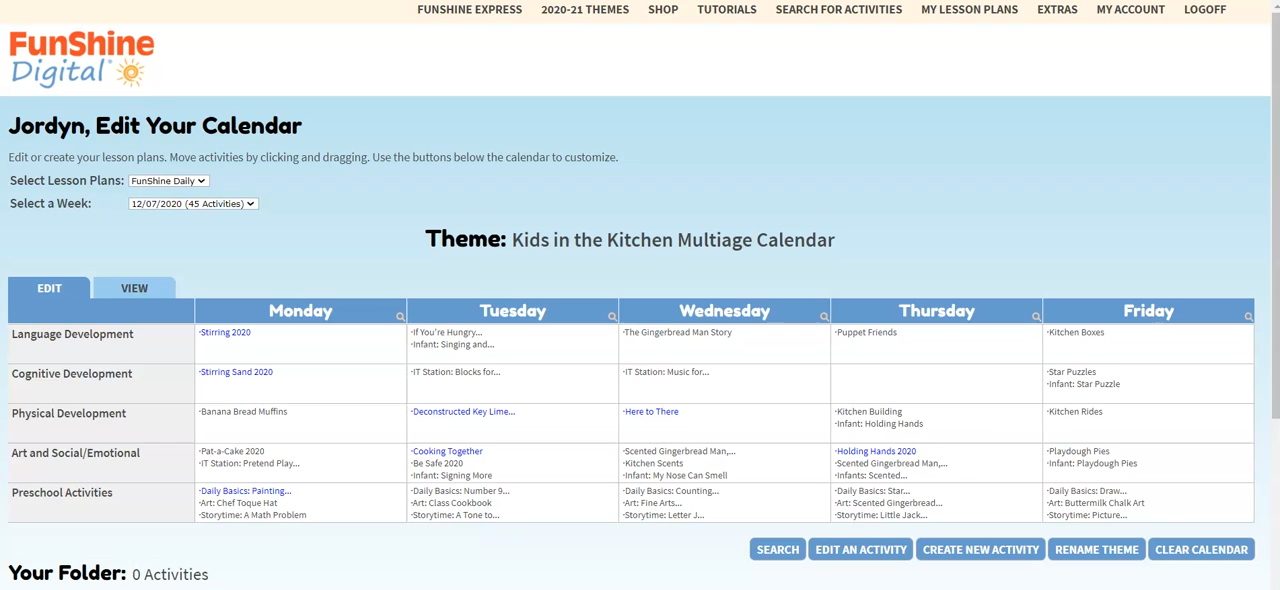 FUNSHINE EXPRESS 2020-21 THEMES SHOP TUTORIALS SEARCH FOR ACTIVITIES MY LESSON PLANS EXTRAS MY ACCOUNT LOGOFF
FunShine
Digital
Jordyn, Edit Your Calendar
Edit or create your lesson plans. Move activities by clicking and dragging. Use the buttons below the calendar to customize.
Select Lesson Plans: FunShine Daily
Select a Week: 12/07/2020 (45 Activities)
Theme: Kids in the Kitchen Multiage Calendar
EDIT VIEW
Monday Tuesday Wednesday Thursday Friday
Language Development ·Stirring 2020 ·If You're Hungry... ·The Gingerbread Man Story ·Puppet Friends ·Kitchen Boxes
·Infant: Singing and...
Cognitive Development ·Stirring Sand 2020 ·IT Station: Blocks for... ·IT Station: Music for... ·Star Puzzles
·Infant: Star Puzzle
Physical Development ·Banana Bread Muffins ·Deconstructed Key Lime... ·Here to There ·Kitchen Building ·Kitchen Rides
·Infant: Holding Hands
Art and Social/Emotional ·Pat-a-Cake 2020 ·Cooking Together ·Scented Gingerbread Man,... ·Holding Hands 2020 ·Playdough Pies
·IT Station: Pretend Play... ·Be Safe 2020 ·Kitchen Scents ·Scented Gingerbread Man,... ·Infant: Playdough Pies
·Infant: Signing More ·Infant: My Nose Can Smell ·Infants: Scented...
Preschool Activities ·Daily Basics: Painting... ·Daily Basics: Number 9... ·Daily Basics: Counting... ·Daily Basics: Star... ·Daily Basics: Draw...
·Art: Chef Toque Hat ·Art: Class Cookbook ·Art: Fine Arts... ·Art: Scented Gingerbread... ·Art: Buttermilk Chalk Art
·Storytime: A Math Problem ·Storytime: A Tone to... ·Storytime: Letter J... ·Storytime: Little Jack... ·Storytime: Picture...
SEARCH EDIT AN ACTIVITY CREATE NEW ACTIVITY RENAME THEME CLEAR CALENDAR
Your Folder: 0 Activities